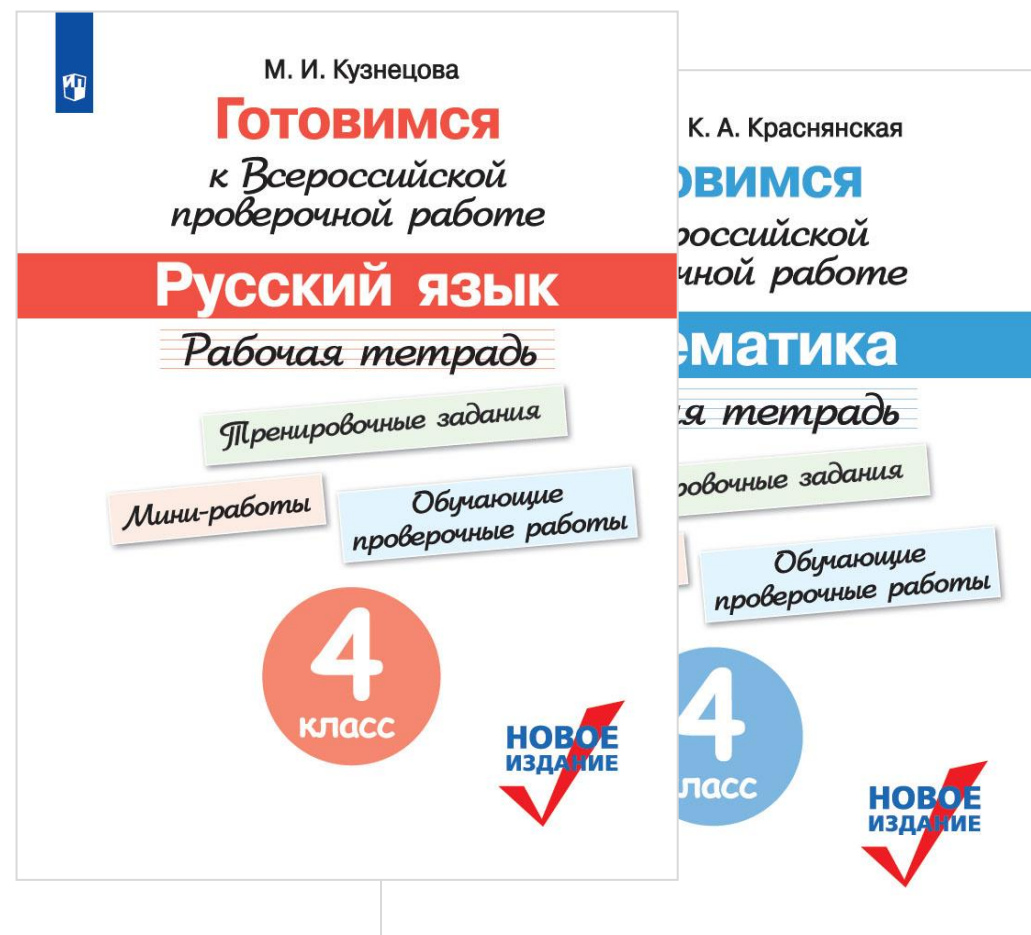 М. И. Кузнецова
Готовимся
к Всероссийской
проверочной работе
Русский язык
Рабочая тетрадь
Тренировочные задания
Мини-работы
Обучающие
проверочные работы
4
класс
НОВОЕ
ИЗДАНИЕ
К. А. Краснянская
овимся
российской
чной работе
ематика
я тетрадь
ровочные задания
Обучающие
проверочные работы
4
ласс
НОВОЕ
ИЗДАНИЕ